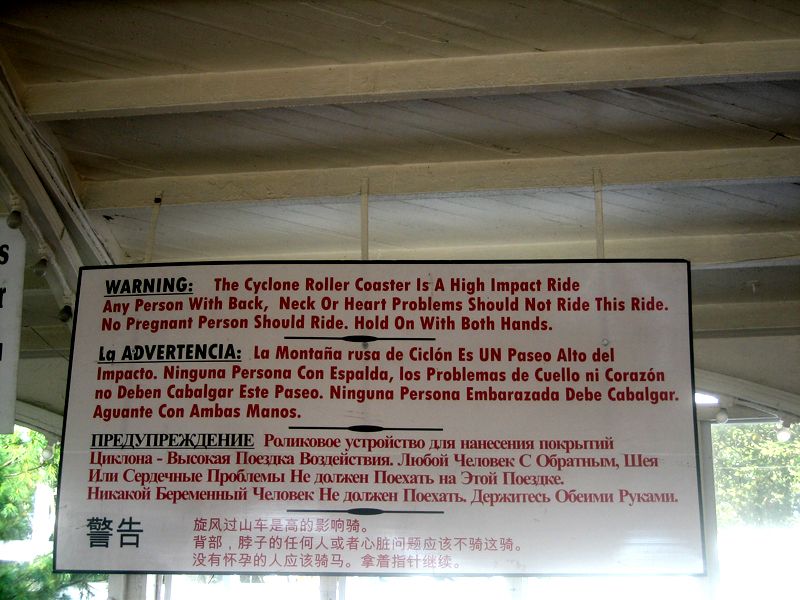 WARNING: The Cyclone Roller Coaster Is A High Impact Ride
Any Person With Back, Neck Or Heart Problems Should Not Ride This Ride.
No Pregnant Person Should Ride. Hold On With Both Hands.
La ADVERTENCIA: La Montaña rusa de Ciclón Es UN Paseo Alto del
Impacto. Ninguna Persona Con Espalda, los Problemas de Cuello ni Corazón
no Deben Cabalgar Este Paseo. Ninguna Persona Embarazada Debe Cabalgar.
Aguante Con Ambas Manos.
ПРЕДУПРЕЖДЕНИЕ Роликовое устройство для нанесения покрытий
Циклона - Высокая Поездка Воздействия. Любой Человек С Обратным, Шея
Или Сердечные Проблемы Не должен Поехать на Этой Поездке.
Никакой Беременный Человек Не должен Поехать. Держитесь Обеими Руками.
警告 旋风过山车是高的影响骑。
背部，脖子的任何人或者心脏问题应该不骑这骑。
没有怀孕的人应该骑马。拿着指针继续。